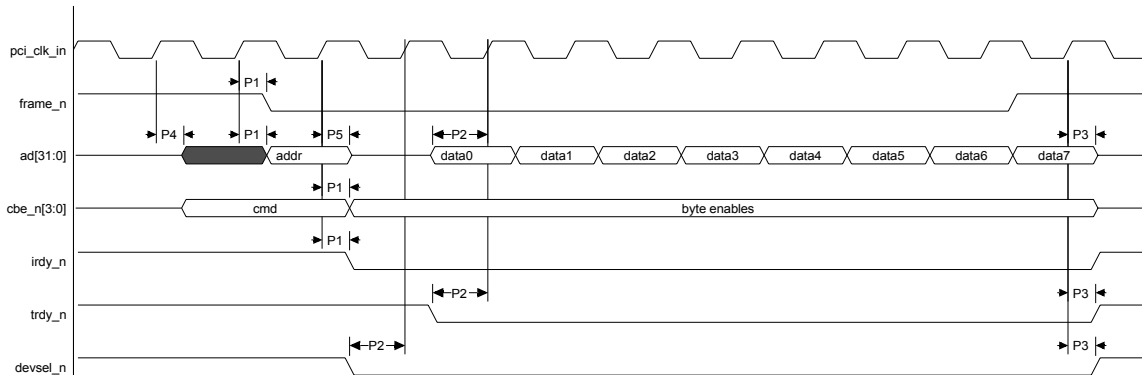 pci_clk_in
P1
frame_n
P4 P1 P5 P2 P3
ad[31:0] addr data0 data1 data2 data3 data4 data5 data6 data7
P1
cbe_n[3:0] cmd byte enables
P1
irdy_n
P2 P3
trdy_n
P2 P3
devsel_n